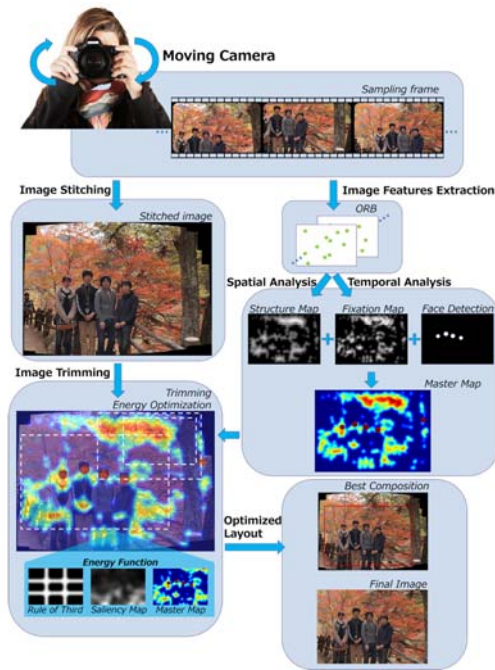 Moving Camera
Sampling frame
Image Stitching
Image Features Extraction
Stitched image
ORB
Spatial Analysis
Temporal Analysis
Structure Map
Fixation Map
Face Detection
Image Trimming
Master Map
Trimming
Energy Optimization
Best Composition
Optimized
Layout
Energy Function
Rule of Third
Saliency Map
Master Map
Final Image